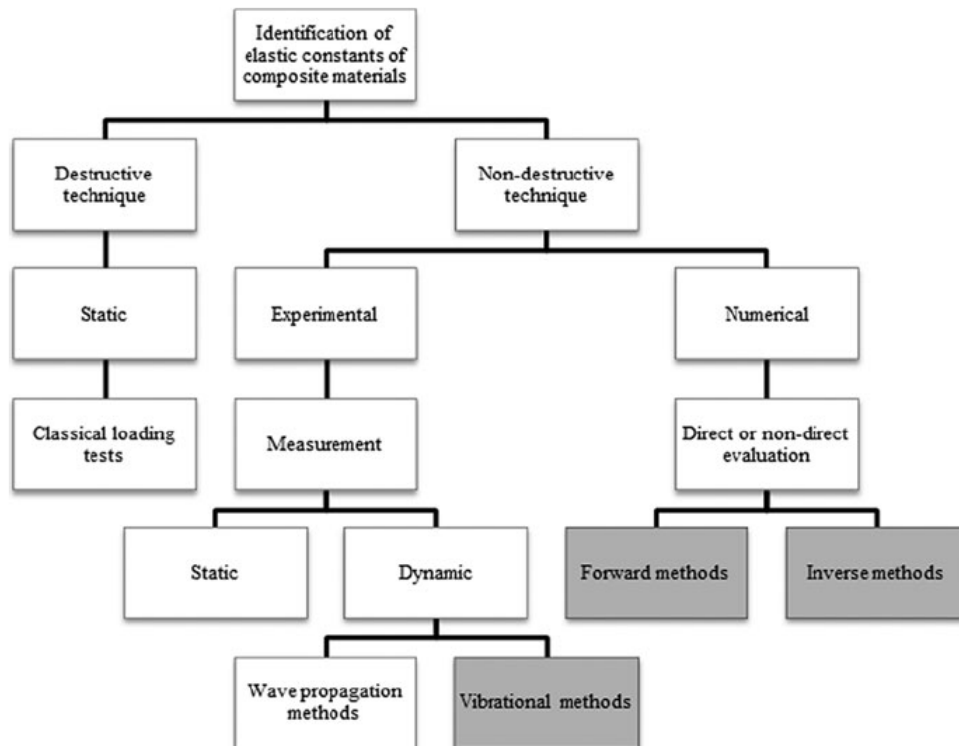 Identification of
elastic constants of
composite materials
Destructive
technique
Non-destructive
technique
Static
Experimental
Numerical
Classical loading
tests
Measurement
Direct or non-direct
evaluation
Static
Dynamic
Forward methods
Inverse methods
Wave propagation
methods
Vibrational methods